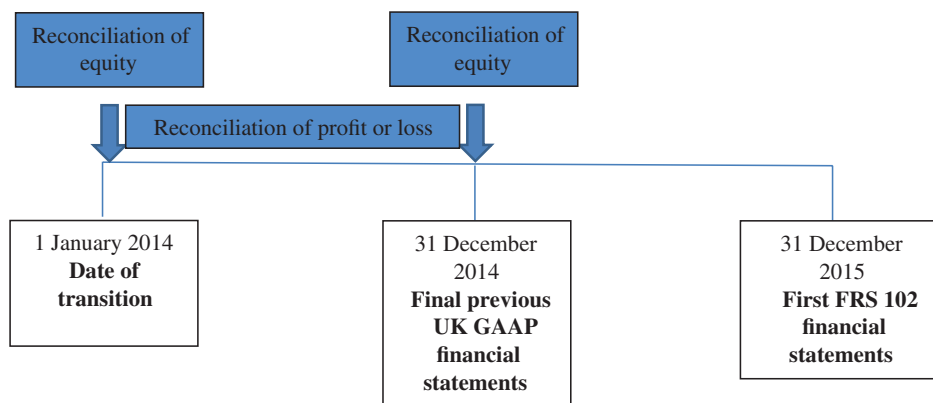 Reconciliation of
equity
Reconciliation of
equity
Reconciliation of profit or loss
1 January 2014
Date of
transition
31 December
2014
Final previous
UK GAAP
financial
statements
31 December
2015
First FRS 102
financial
statements